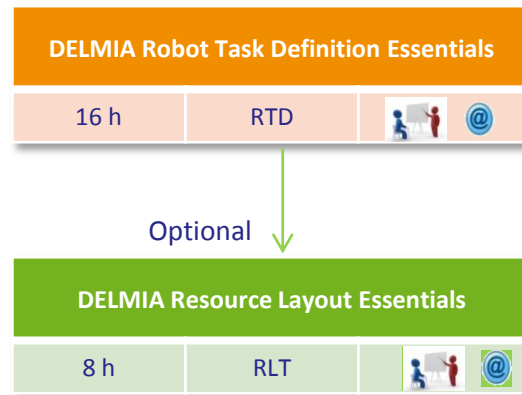 DELMIA Robot Task Definition Essentials
16 h RTD @
Optional
DELMIA Resource Layout Essentials
8 h RLT @